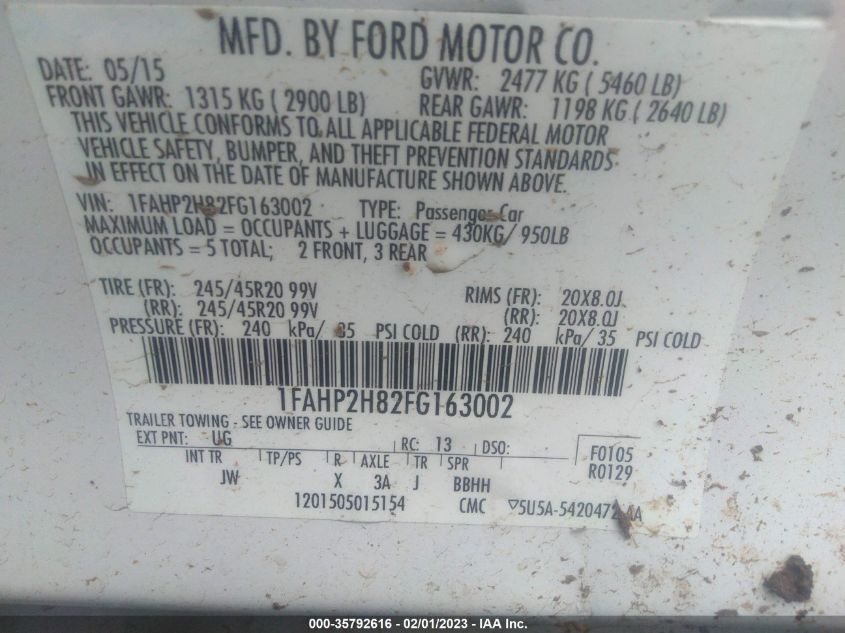 MFD. BY FORD MOTOR CO.
DATE: 05/15 GVWR: 2477 KG ( 5460 LB)
FRONT GAWR: 1315 KG ( 2900 LB) REAR GAWR: 1198 KG ( 2640 LB)
THIS VEHICLE CONFORMS TO ALL APPLICABLE FEDERAL MOTOR
VEHICLE SAFETY, BUMPER, AND THEFT PREVENTION STANDARDS
IN EFFECT ON THE DATE OF MANUFACTURE SHOWN ABOVE.
VIN: 1FAHP2H82FG163002 TYPE: Passenger Car
MAXIMUM LOAD = OCCUPANTS + LUGGAGE = 430KG/ 950LB
OCCUPANTS = 5 TOTAL; 2 FRONT, 3 REAR
TIRE (FR): 245/45R20 99V RIMS (FR): 20X8.0J
(RR): 245/45R20 99V (RR): 20X8.0J
PRESSURE (FR): 240 kPa/ 35 PSI COLD (RR): 240 kPa/ 35 PSI COLD
1FAHP2H82FG163002
TRAILER TOWING - SEE OWNER GUIDE
EXT PNT: UG RC: 13 DSO: F0105
R0129
INT TR TP/PS R AXLE TR SPR
JW X 3A J BBHH
1201505015154 CMC ▽5U5A-5420472-AA
000-35792616 - 02/01/2023 - IAA Inc.